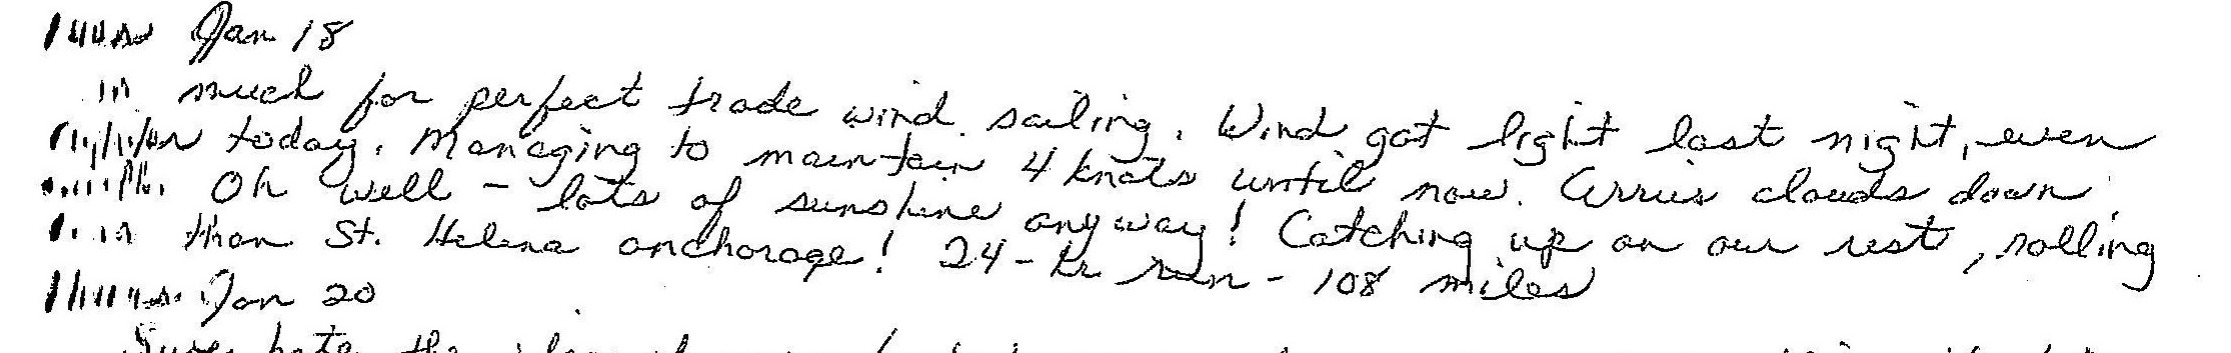 Jan 18
much for perfect trade wind sailing. Wind got light last night, even
today. Managing to maintain 4 knots until now. Cirrus clouds down
Oh well - lots of sunshine anyway! Catching up on our rest, rolling
than St. Helena anchorage! 24-hr run - 108 miles
Jan 20
hate the